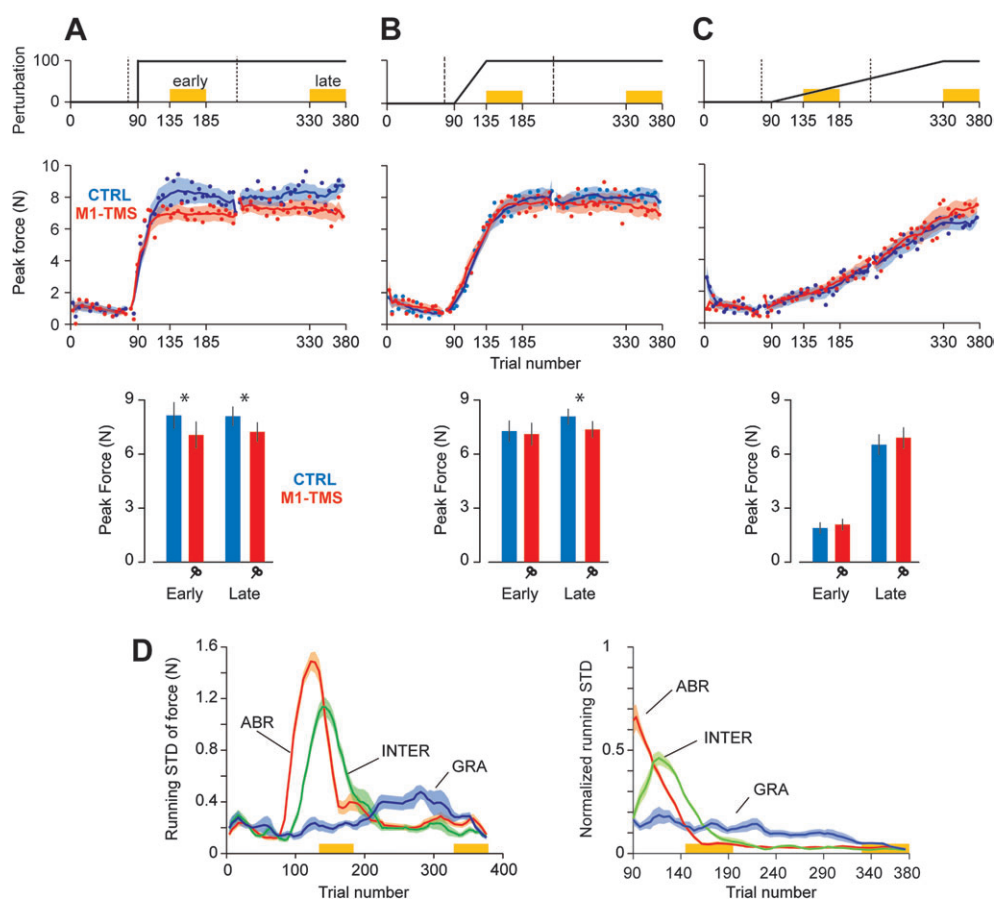 A B C
Perturbation
100
0
early late
0 90 135 185 330 380
0 90 135 185 330 380
0 90 135 185 330 380
Peak force (N)
10
8
6
4
2
0
CTRL
M1-TMS
0 90 135 185 330 380
0 90 135 185 330 380
0 90 135 185 330 380
Trial number
Peak Force (N)
9
6
3
0
* *
Early Late
CTRL
M1-TMS
Peak Force (N)
9
6
3
0
*
Early Late
Peak Force (N)
9
6
3
0
Early Late
D
Running STD of force (N)
1.6
1.2
0.8
0.4
0
ABR
INTER
GRA
0 100 200 300 400
Trial number
Normalized running STD
1
0.5
0
ABR
INTER
GRA
90 140 190 240 290 340 380
Trial number